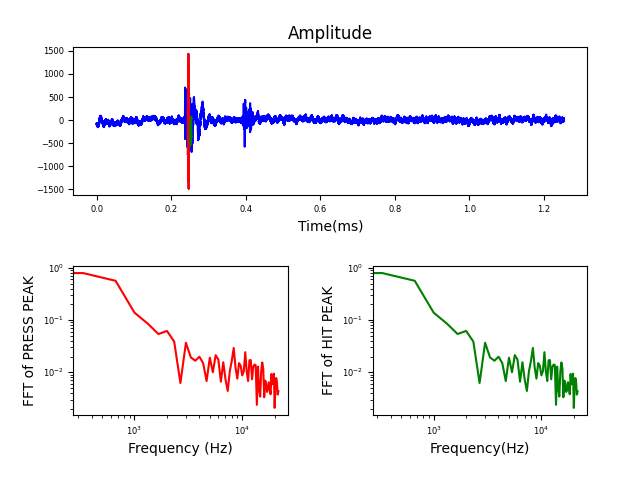 Amplitude
1500
1000
500
0
−500
−1000
−1500
0.0 0.2 0.4 0.6 0.8 1.0 1.2
Time(ms)
FFT of PRESS PEAK
10⁰
10⁻¹
10⁻²
10³ 10⁴
Frequency (Hz)
FFT of HIT PEAK
10⁰
10⁻¹
10⁻²
10³ 10⁴
Frequency(Hz)